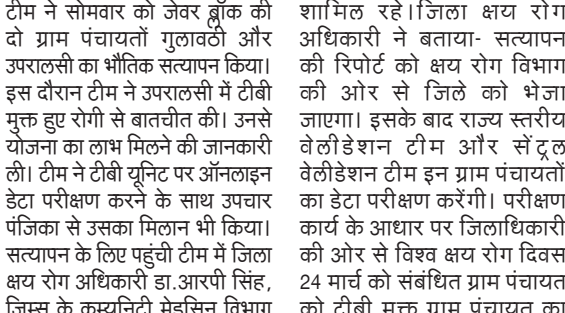 टीम ने सोमवार को जेवर ब्लॉक की
दो ग्राम पंचायतों गुलावठी और
उपरालसी का भौतिक सत्यापन किया।
इस दौरान टीम ने उपरालसी में टीबी
मुक्त हुए रोगी से बातचीत की। उनसे
योजना का लाभ मिलने की जानकारी
ली। टीम ने टीबी यूनिट पर ऑनलाइन
डेटा परीक्षण करने के साथ उपचार
पंजिका से उसका मिलान भी किया।
सत्यापन के लिए पहुंची टीम में जिला
क्षय रोग अधिकारी डा.आरपी सिंह,
जिम्स के कम्युनिटी मेडसिन विभाग
शामिल रहे।जिला क्षय रोग
अधिकारी ने बताया- सत्यापन
की रिपोर्ट को क्षय रोग विभाग
की ओर से जिले को भेजा
जाएगा। इसके बाद राज्य स्तरीय
वेलीडेशन टीम और सेंट्रल
वेलीडेशन टीम इन ग्राम पंचायतों
का डेटा परीक्षण करेंगी। परीक्षण
कार्य के आधार पर जिलाधिकारी
की ओर से विश्व क्षय रोग दिवस
24 मार्च को संबंधित ग्राम पंचायत
को टीबी मुक्त ग्राम पंचायत का